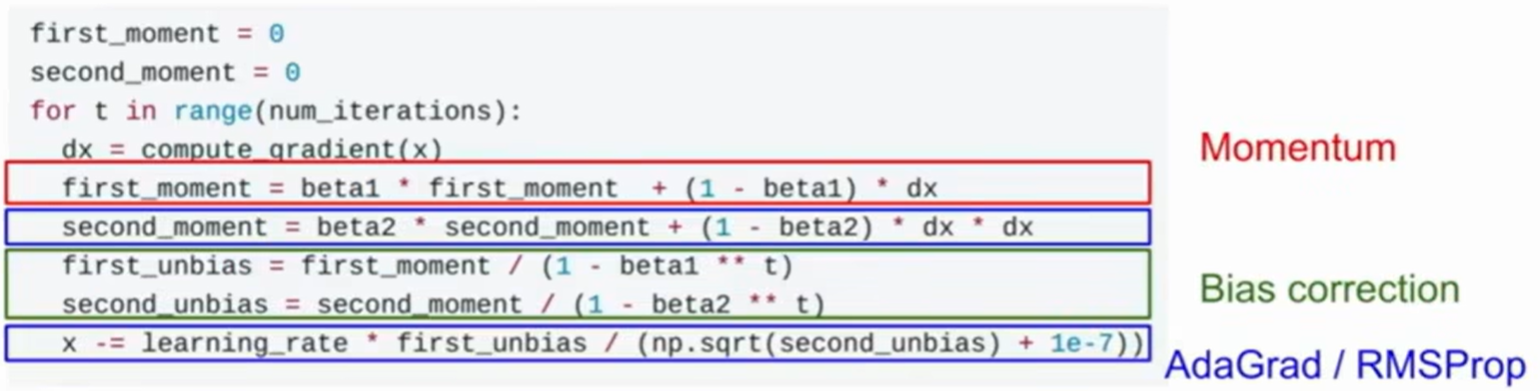 first_moment = 0
second_moment = 0
for t in range(num_iterations):
dx = compute_gradient(x)
first_moment = beta1 * first_moment + (1 - beta1) * dx
Momentum
second_moment = beta2 * second_moment + (1 - beta2) * dx * dx
first_unbias = first_moment / (1 - beta1 ** t)
second_unbias = second_moment / (1 - beta2 ** t)
Bias correction
x -= learning_rate * first_unbias / (np.sqrt(second_unbias) + 1e-7))
AdaGrad / RMSProp